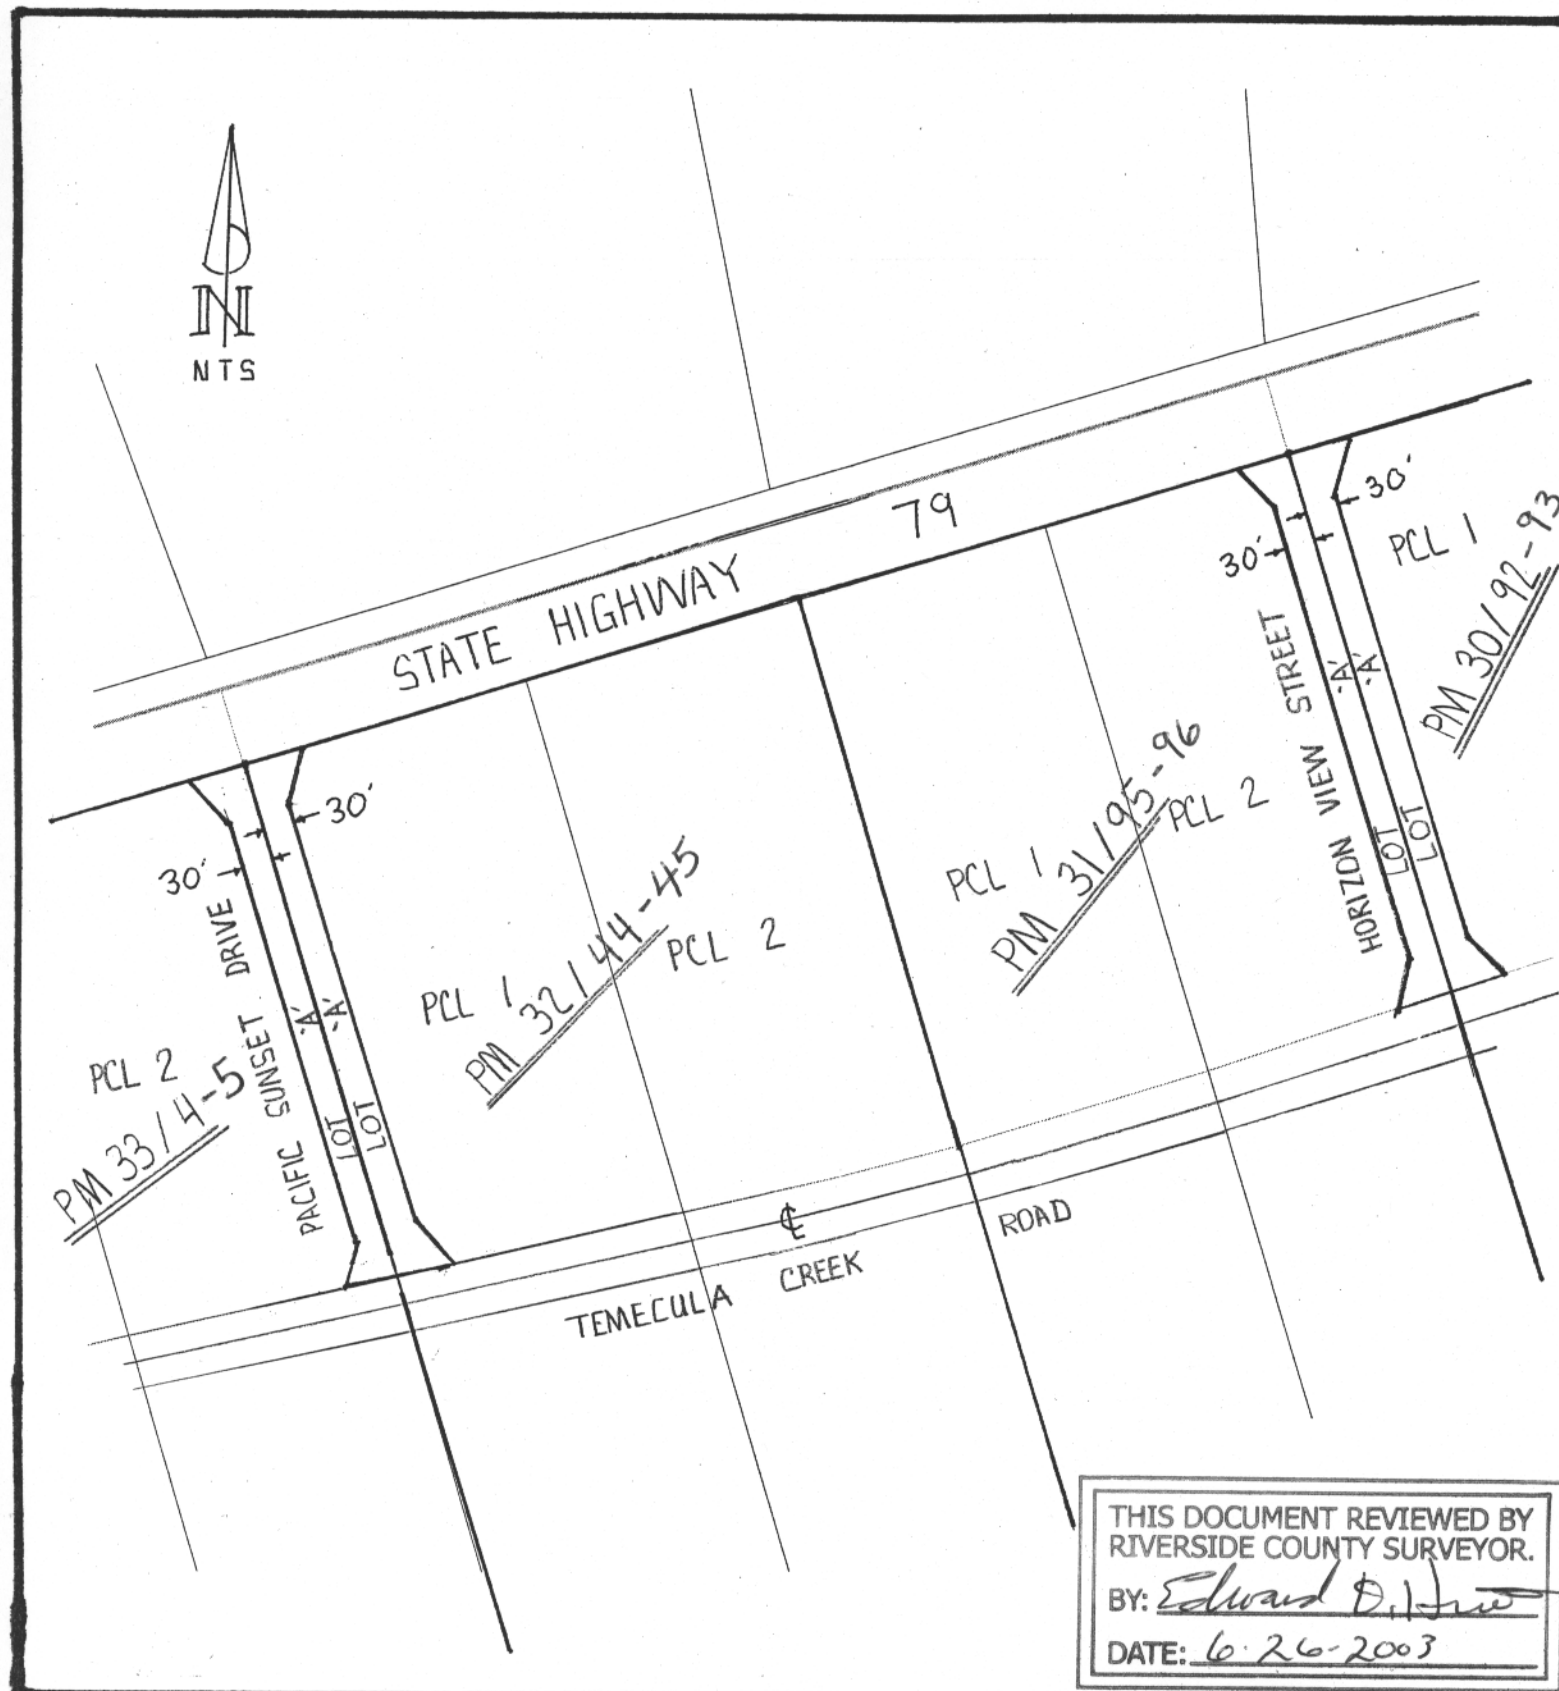 N
NTS
STATE HIGHWAY 79
30'
30'
PCL 1
PM 30/92-93
HORIZON VIEW STREET
'A'
'A'
LOT
LOT
30'
30'
PACIFIC SUNSET DRIVE
'A'
'A'
LOT
LOT
PCL 1
PM 31/95-96
PCL 2
PCL 1
PM 32/44-45
PCL 2
PCL 2
PM 33/4-5
℄
TEMECULA CREEK ROAD
THIS DOCUMENT REVIEWED BY
RIVERSIDE COUNTY SURVEYOR.
BY: Edward D.
DATE: 6-26-2003